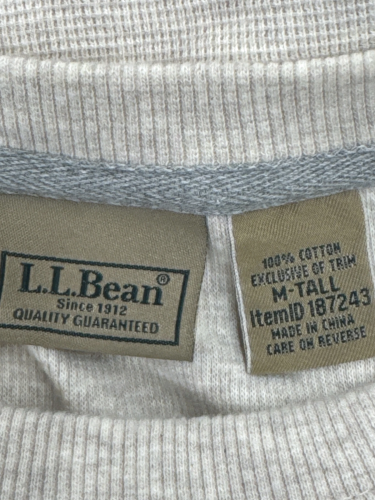 L.L.Bean®
Since 1912
QUALITY GUARANTEED
100% COTTON
EXCLUSIVE OF TRIM
M-TALL
ItemID 187243
MADE IN CHINA
CARE ON REVERSE